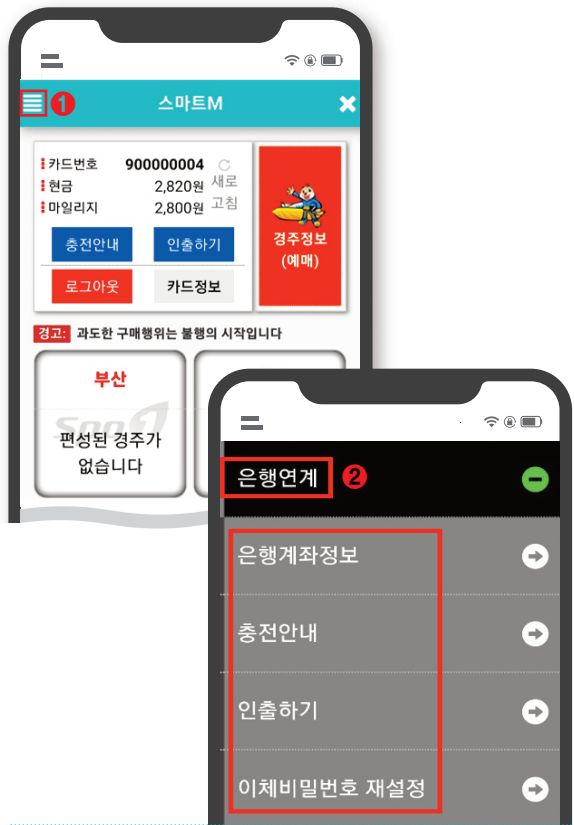 ❶
스마트M
카드번호 900000004
현금 2,820원 새로
마일리지 2,800원 고침
충전안내 인출하기
로그아웃 카드정보
경주정보
(예매)
경고: 과도한 구매행위는 불행의 시작입니다
부산
편성된 경주가
없습니다
은행연계 ❷
은행계좌정보
충전안내
인출하기
이체비밀번호 재설정